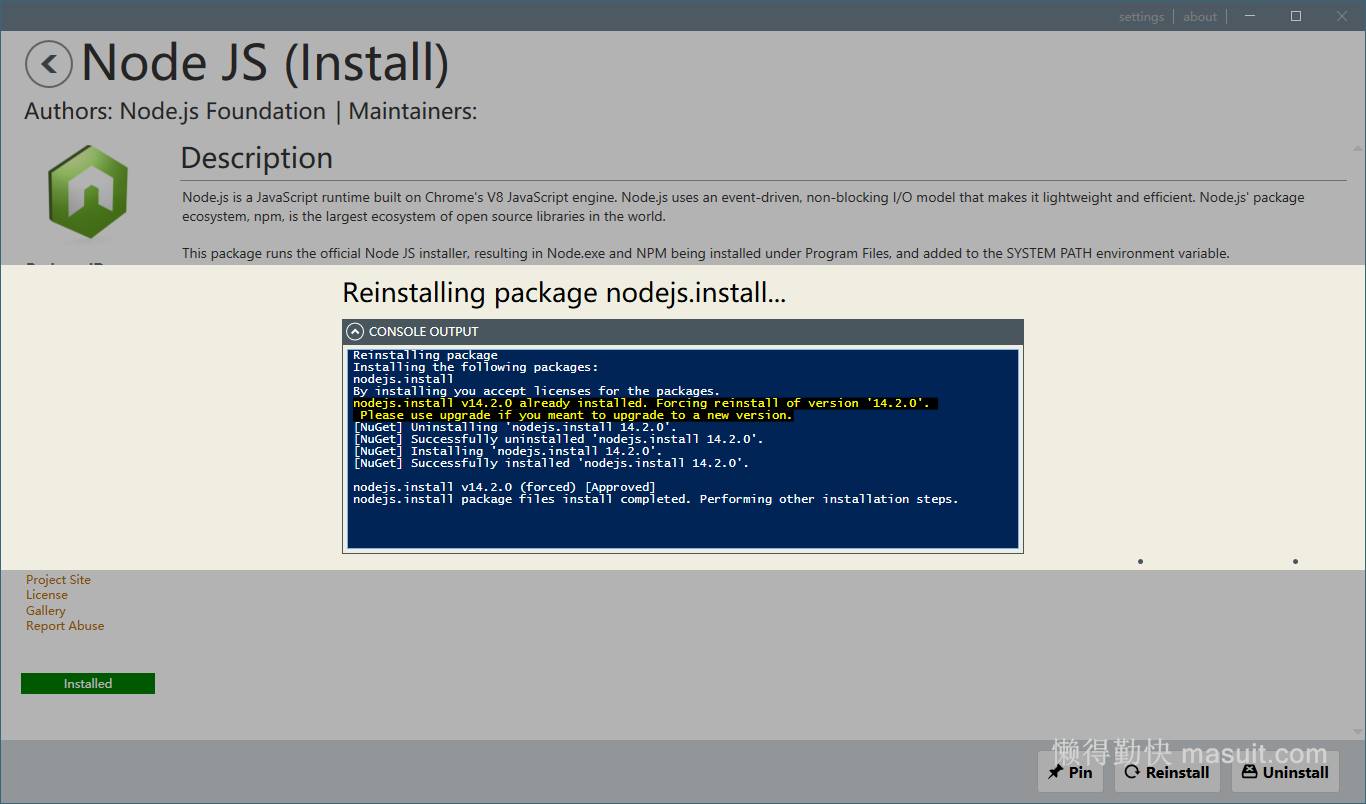 settings | about
Node JS (Install)
Authors: Node.js Foundation | Maintainers:
Description
Node.js is a JavaScript runtime built on Chrome's V8 JavaScript engine. Node.js uses an event-driven, non-blocking I/O model that makes it lightweight and efficient. Node.js' package
ecosystem, npm, is the largest ecosystem of open source libraries in the world.
This package runs the official Node JS installer, resulting in Node.exe and NPM being installed under Program Files, and added to the SYSTEM PATH environment variable.
Reinstalling package nodejs.install...
CONSOLE OUTPUT
Reinstalling package
Installing the following packages:
nodejs.install
By installing you accept licenses for the packages.
nodejs.install v14.2.0 already installed. Forcing reinstall of version '14.2.0'.
Please use upgrade if you meant to upgrade to a new version.
[NuGet] Uninstalling 'nodejs.install 14.2.0'.
[NuGet] Successfully uninstalled 'nodejs.install 14.2.0'.
[NuGet] Installing 'nodejs.install 14.2.0'.
[NuGet] Successfully installed 'nodejs.install 14.2.0'.
nodejs.install v14.2.0 (forced) [Approved]
nodejs.install package files install completed. Performing other installation steps.
Project Site
License
Gallery
Report Abuse
Installed
懒得勤快 masuit.com
Pin Reinstall Uninstall